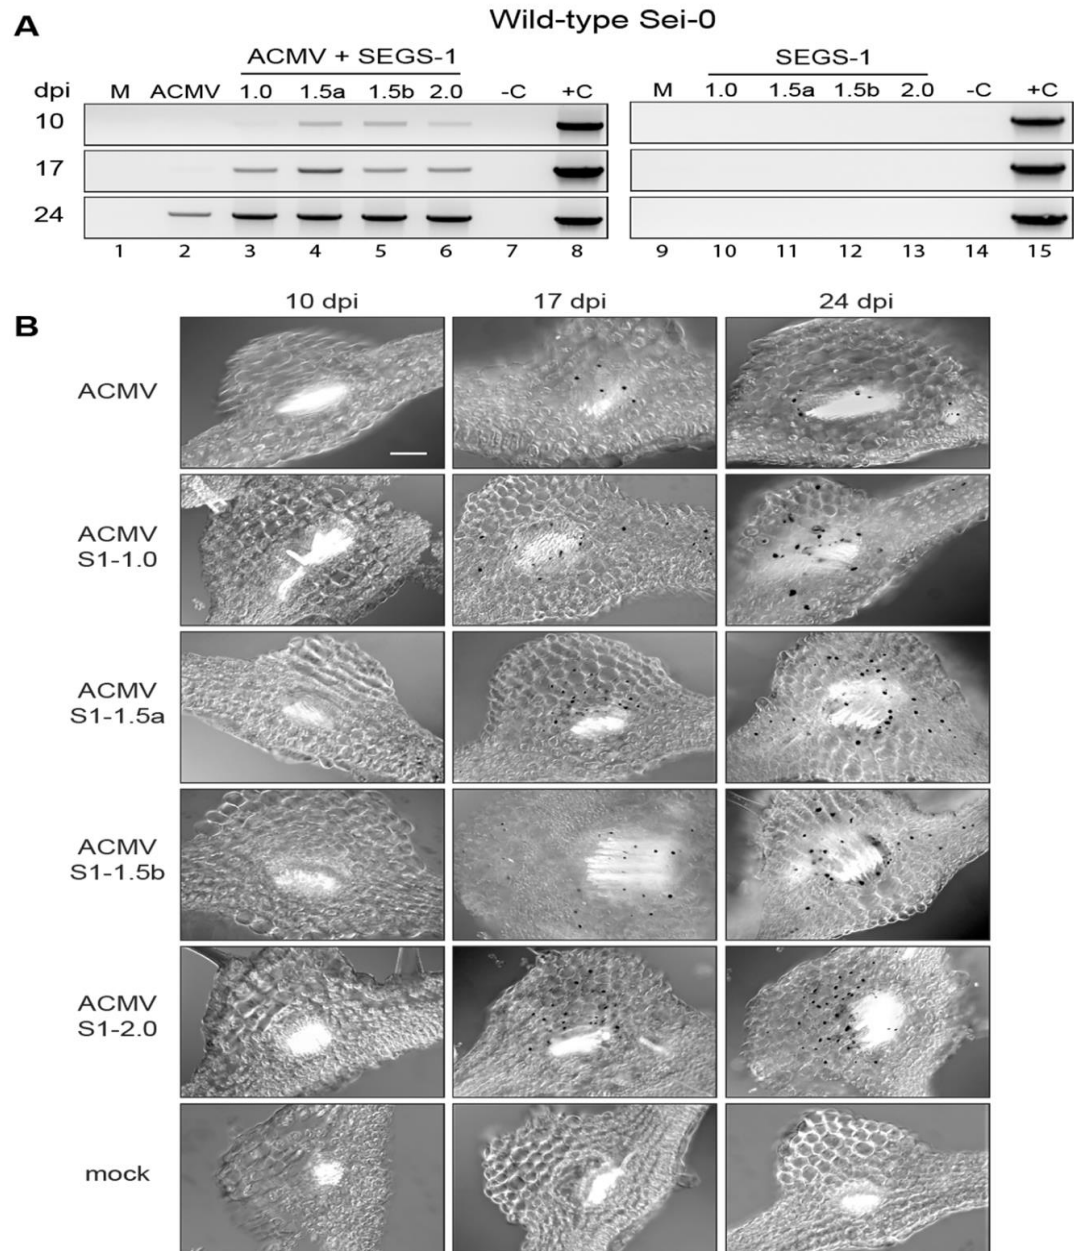 Wild-type Sei-0
A
ACMV + SEGS-1
SEGS-1
dpi M ACMV 1.0 1.5a 1.5b 2.0 -C +C M 1.0 1.5a 1.5b 2.0 -C +C
10
17
24
1 2 3 4 5 6 7 8 9 10 11 12 13 14 15
B
10 dpi 17 dpi 24 dpi
ACMV
ACMV
S1-1.0
ACMV
S1-1.5a
ACMV
S1-1.5b
ACMV
S1-2.0
mock